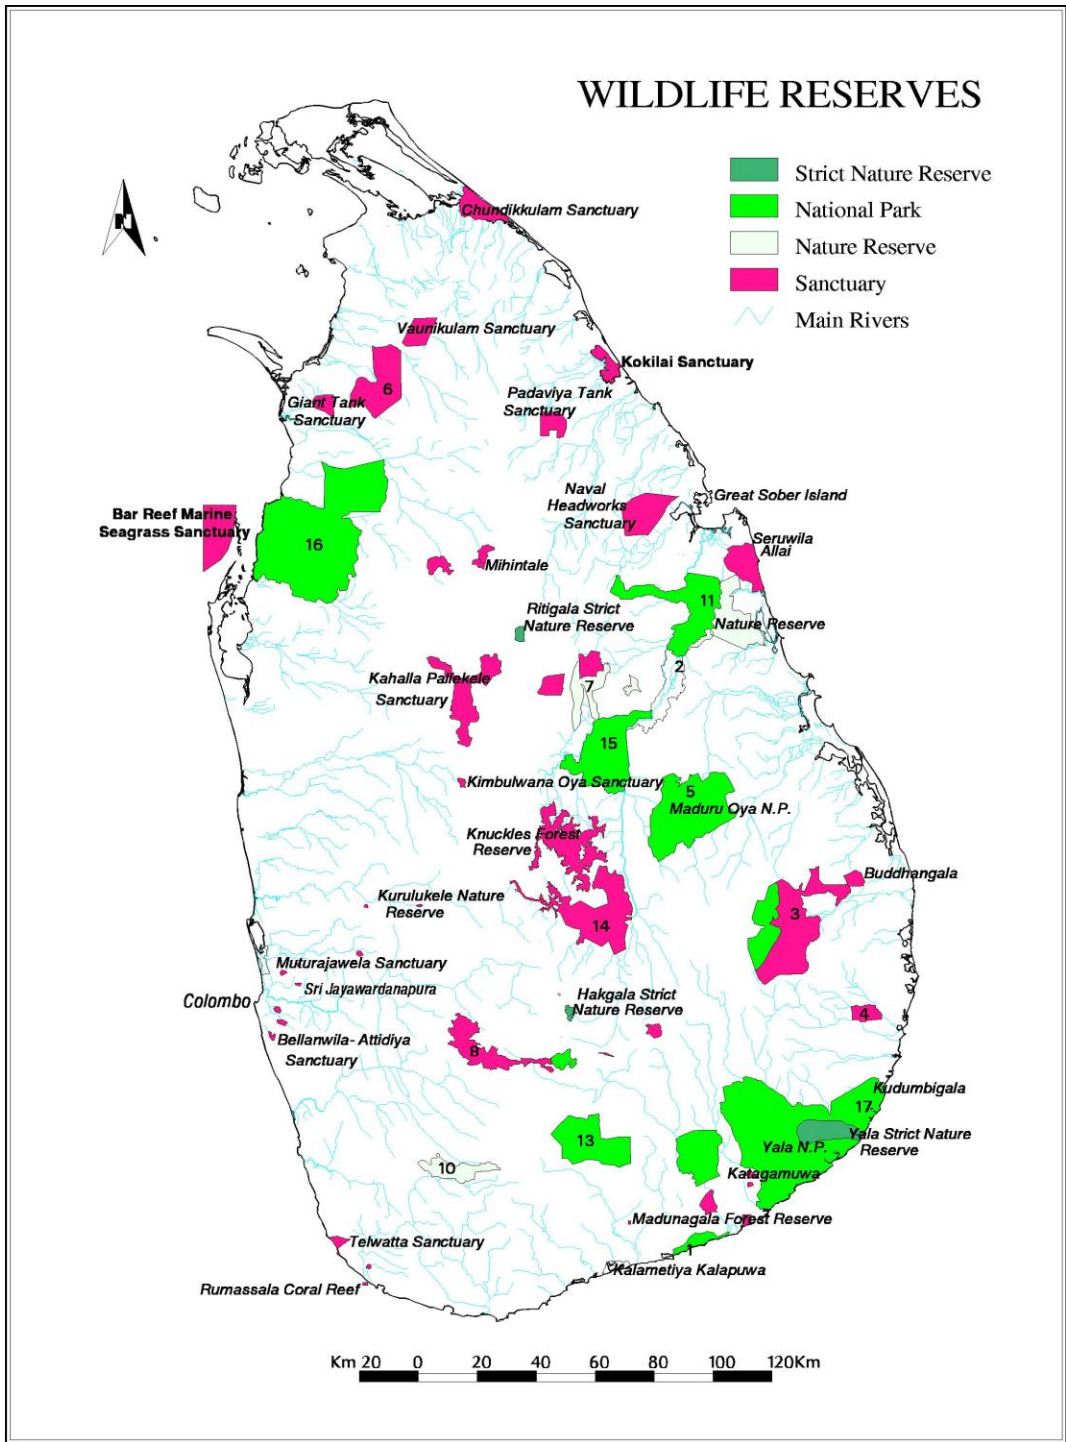 WILDLIFE RESERVES
Strict Nature Reserve
National Park
Nature Reserve
Sanctuary
Main Rivers
N
Chundikkulam Sanctuary
Vaunikulam Sanctuary
Kokilai Sanctuary
6
Giant Tank
Sanctuary
Padaviya Tank
Sanctuary
Naval
Headworks
Sanctuary
Great Sober Island
Bar Reef Marine
Seagrass Sanctuary
16
Seruwila
Allai
Mihintale
11
Ritigala Strict
Nature Reserve
Nature Reserve
2
Kahalla Pallekele
Sanctuary
7
15
Kimbulwana Oya Sanctuary
5
Maduru Oya N.P.
Knuckles Forest
Reserve
Buddhangala
Kurulukele Nature
Reserve
3
14
Muturajawela Sanctuary
Sri Jayawardanapura
Colombo
Hakgala Strict
Nature Reserve
4
Bellanwila- Attidiya
Sanctuary
8
Kudumbigala
17
Yala Strict Nature
Reserve
Yala N.P.
13
10
Katagamuwa
Madunagala Forest Reserve
Telwatta Sanctuary
1
Kalametiya Kalapuwa
Rumassala Coral Reef
Km 20 0 20 40 60 80 100 120Km